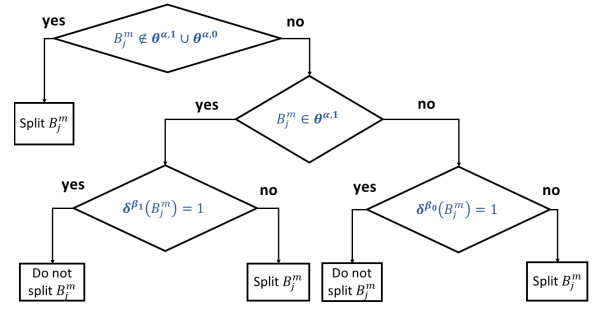 yes
no
B_j^m ∉ θ^{α,1} ∪ θ^{α,0}
Split B_j^m
yes
no
B_j^m ∈ θ^{α,1}
yes
no
δ^{β_1}(B_j^m) = 1
yes
no
δ^{β_0}(B_j^m) = 1
Do not
split B_j^m
Split B_j^m
Do not
split B_j^m
Split B_j^m